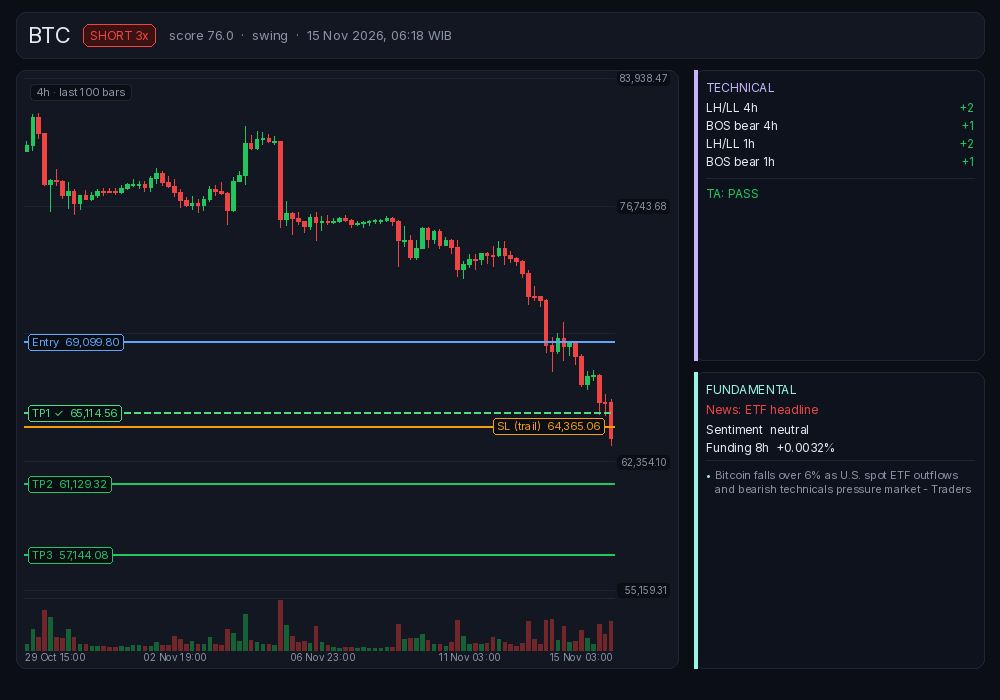 BTC SHORT 3x score 76.0 · swing · 15 Nov 2026, 06:18 WIB
4h · last 100 bars
83,938.47
76,743.68
Entry 69,099.80
TP1 ✓ 65,114.56
SL (trail) 64,365.06
62,354.10
TP2 61,129.32
TP3 57,144.08
55,159.31
29 Oct 15:00 02 Nov 19:00 06 Nov 23:00 11 Nov 03:00 15 Nov 03:00
TECHNICAL
LH/LL 4h +2
BOS bear 4h +1
LH/LL 1h +2
BOS bear 1h +1
TA: PASS
FUNDAMENTAL
News: ETF headline
Sentiment neutral
Funding 8h +0.0032%
• Bitcoin falls over 6% as U.S. spot ETF outflows
and bearish technicals pressure market - Traders